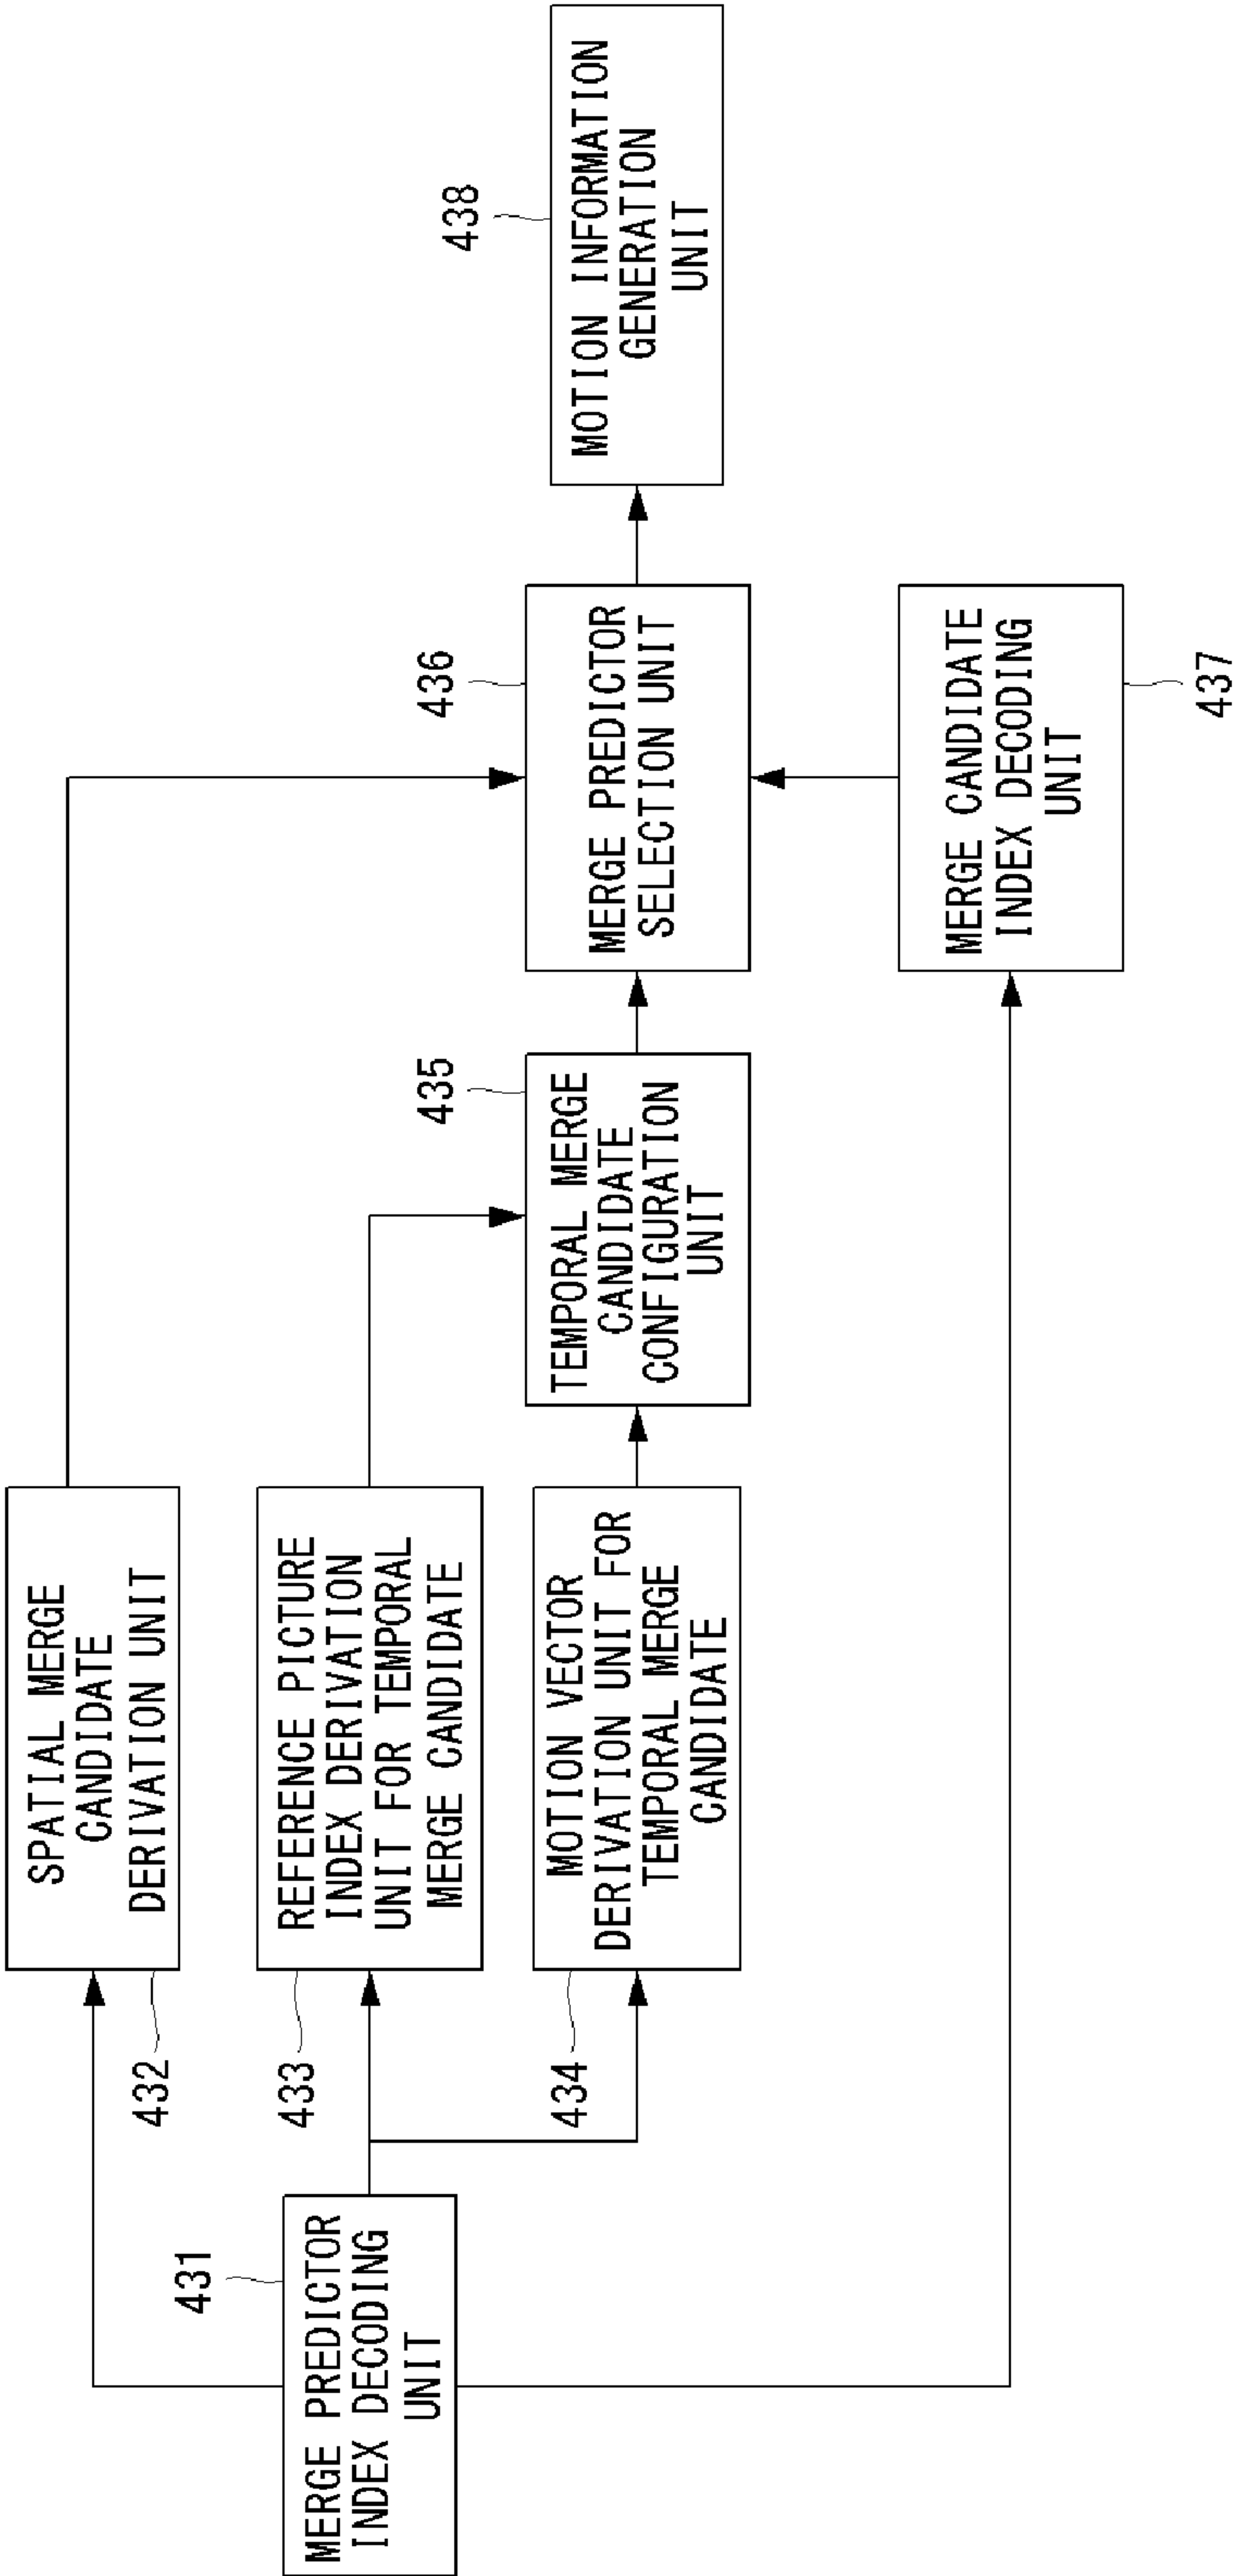 431
MERGE PREDICTOR
INDEX DECODING
UNIT
432
SPATIAL MERGE
CANDIDATE
DERIVATION UNIT
433
REFERENCE PICTURE
INDEX DERIVATION
UNIT FOR TEMPORAL
MERGE CANDIDATE
434
MOTION VECTOR
DERIVATION UNIT FOR
TEMPORAL MERGE
CANDIDATE
435
TEMPORAL MERGE
CANDIDATE
CONFIGURATION
UNIT
436
MERGE PREDICTOR
SELECTION UNIT
MERGE CANDIDATE
INDEX DECODING
UNIT
437
438
MOTION INFORMATION
GENERATION
UNIT